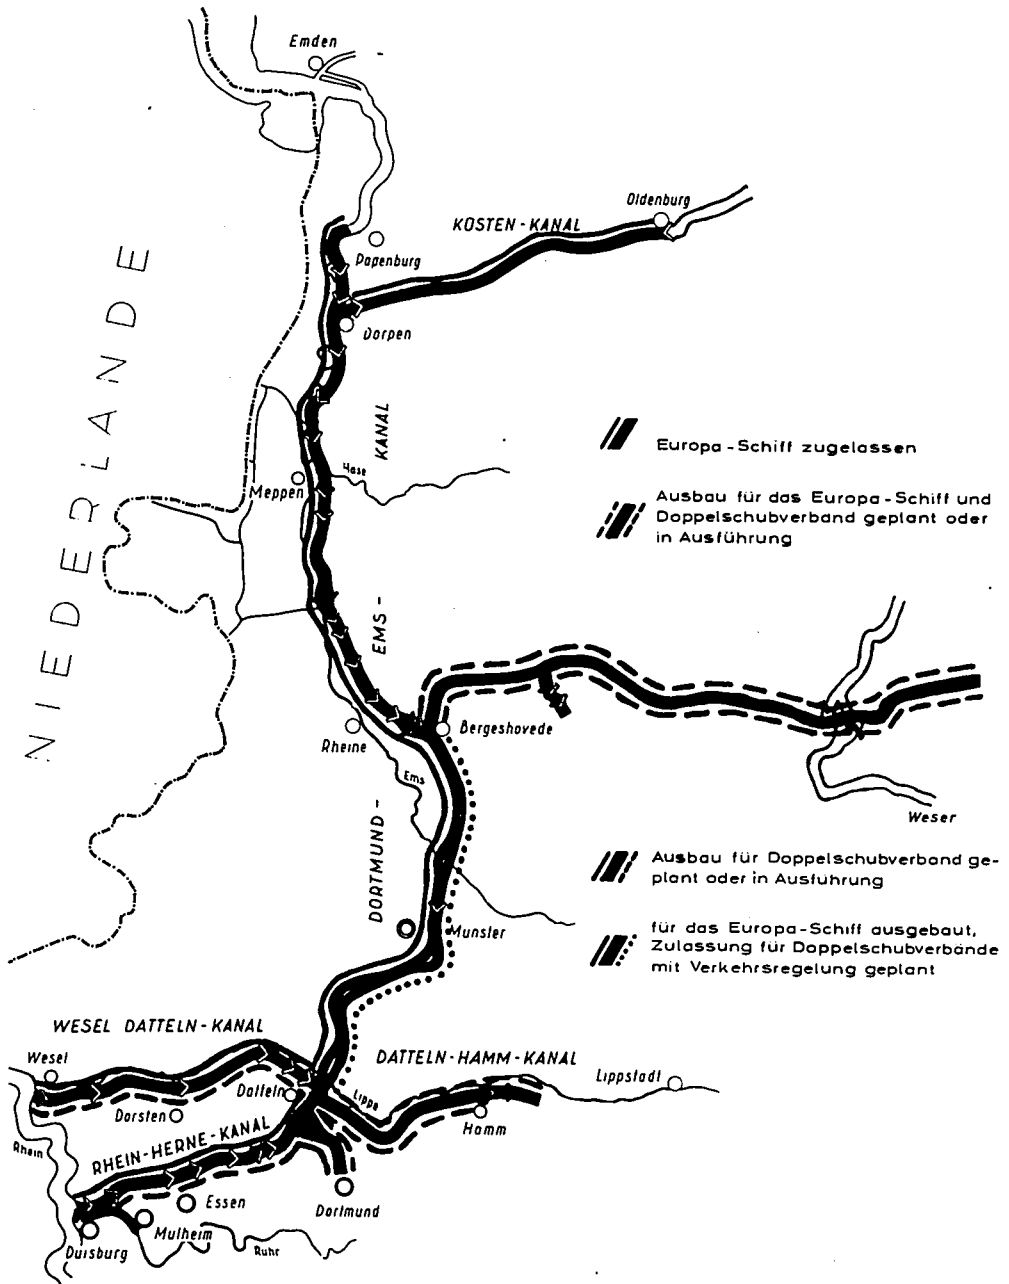 Emden
Oldenburg
KÜSTEN-KANAL
Papenburg
Dörpen
NIEDERLANDE
KANAL
Hase
Meppen
Europa-Schiff zugelassen
Ausbau für das Europa-Schiff und
Doppelschubverband geplant oder
in Ausführung
EMS-
Rheine
Bergeshövede
Ems
Weser
DORTMUND-
Ausbau für Doppelschubverband ge-
plant oder in Ausführung
Münster
für das Europa-Schiff ausgebaut,
Zulassung für Doppelschubverbände
mit Verkehrsregelung geplant
WESEL DATTELN-KANAL
DATTELN-HAMM-KANAL
Wesel
Lippstadt
Datteln
Lippe
Dorsten
Hamm
RHEIN-HERNE-KANAL
Rhein
Essen
Dortmund
Mülheim
Duisburg
Ruhr